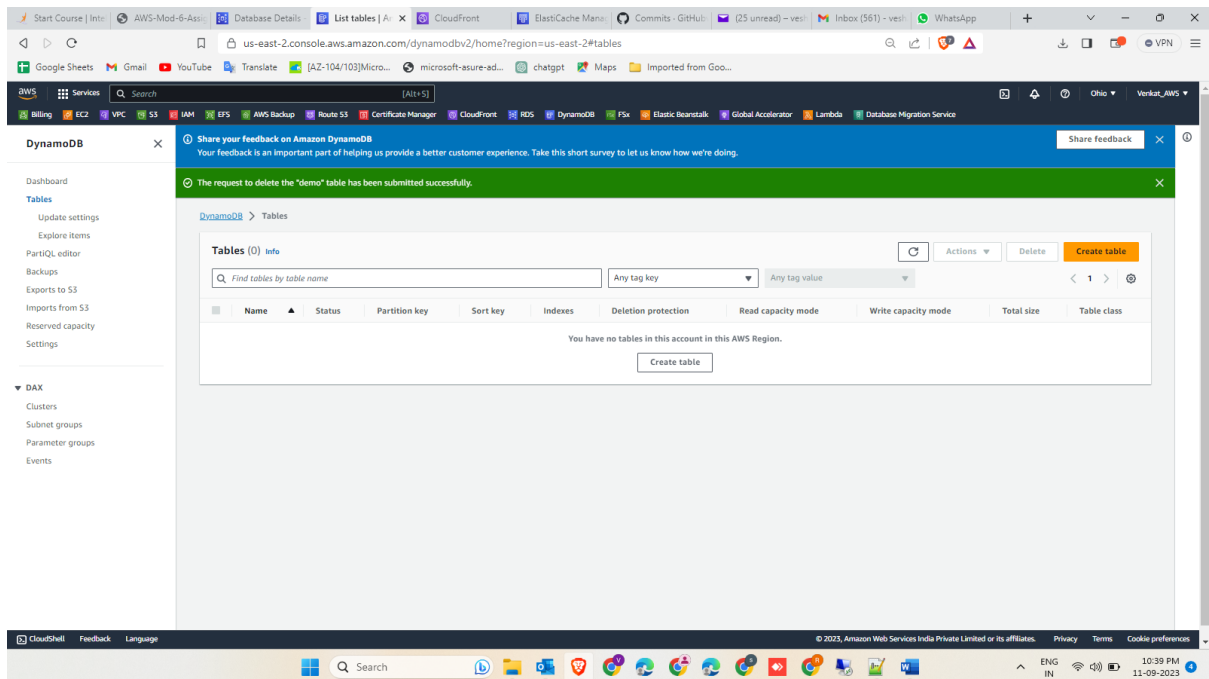 Start Course | Inte
AWS-Mod-6-Assig
Database Details -
List tables | Am
CloudFront
ElastiCache Mana
Commits · GitHub
(25 unread) – vesh
Inbox (561) - vesh
WhatsApp
us-east-2.console.aws.amazon.com/dynamodbv2/home?region=us-east-2#tables
VPN
Google Sheets
Gmail
YouTube
Translate
[AZ-104/103]Micro...
microsoft-asure-ad...
chatgpt
Maps
Imported from Goo...
aws
Services
Search
[Alt+S]
Ohio
Venkat_AWS
Billing
EC2
VPC
S3
IAM
EFS
AWS Backup
Route 53
Certificate Manager
CloudFront
RDS
DynamoDB
FSx
Elastic Beanstalk
Global Accelerator
Lambda
Database Migration Service
DynamoDB
Share your feedback on Amazon DynamoDB
Your feedback is an important part of helping us provide a better customer experience. Take this short survey to let us know how we're doing.
Share feedback
The request to delete the "demo" table has been submitted successfully.
Dashboard
Tables
Update settings
Explore items
PartiQL editor
Backups
Exports to S3
Imports from S3
Reserved capacity
Settings
DAX
Clusters
Subnet groups
Parameter groups
Events
DynamoDB > Tables
Tables (0) Info
Actions
Delete
Create table
Find tables by table name
Any tag key
Any tag value
1
Name
Status
Partition key
Sort key
Indexes
Deletion protection
Read capacity mode
Write capacity mode
Total size
Table class
You have no tables in this account in this AWS Region.
Create table
CloudShell
Feedback
Language
© 2023, Amazon Web Services India Private Limited or its affiliates.
Privacy
Terms
Cookie preferences
Search
ENG
IN
10:39 PM
11-09-2023
4